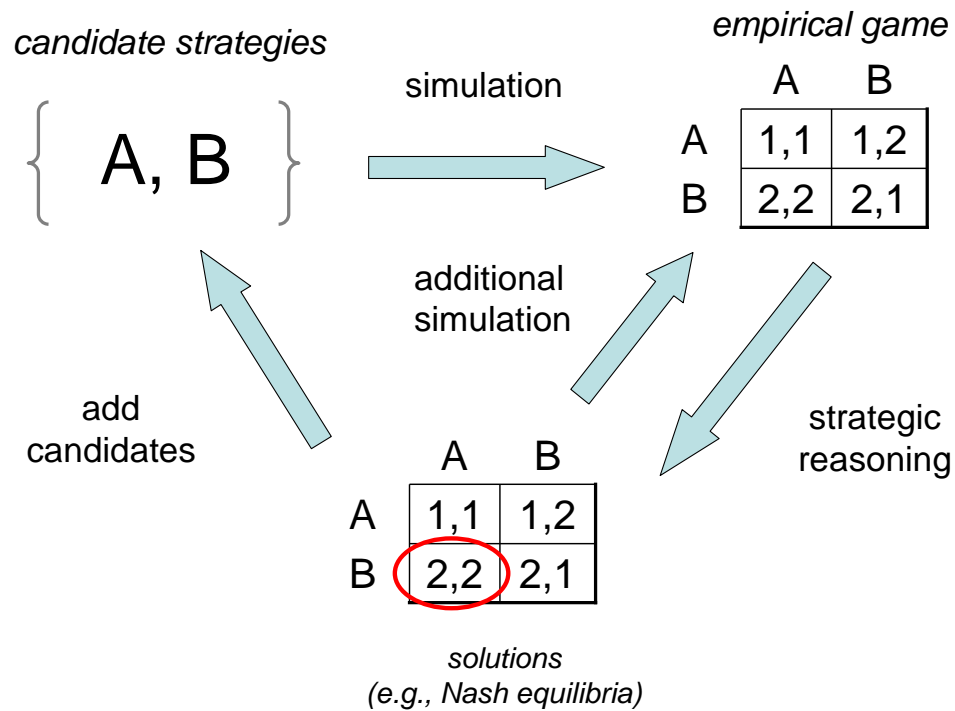 candidate strategies
{ A, B }
simulation
empirical game
A B
A 1,1 1,2
B 2,2 2,1
additional
simulation
strategic
reasoning
add
candidates
A B
A 1,1 1,2
B 2,2 2,1
solutions
(e.g., Nash equilibria)